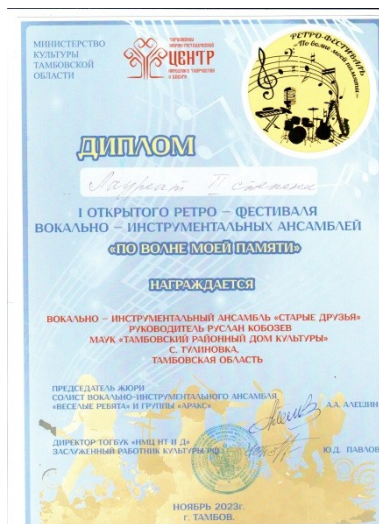 МИНИСТЕРСТВО
КУЛЬТУРЫ
ТАМБОВСКОЙ
ОБЛАСТИ
ЦЕНТР
РЕТРО-ФЕСТИВАЛЬ
«По волне моей памяти»
ДИПЛОМ
Лауреат II степени
I ОТКРЫТОГО РЕТРО – ФЕСТИВАЛЯ
ВОКАЛЬНО – ИНСТРУМЕНТАЛЬНЫХ АНСАМБЛЕЙ
«ПО ВОЛНЕ МОЕЙ ПАМЯТИ»
НАГРАЖДАЕТСЯ
ВОКАЛЬНО – ИНСТРУМЕНТАЛЬНЫЙ АНСАМБЛЬ «СТАРЫЕ ДРУЗЬЯ»
РУКОВОДИТЕЛЬ РУСЛАН КОБОЗЕВ
МАУК «ТАМБОВСКИЙ РАЙОННЫЙ ДОМ КУЛЬТУРЫ»
С. ТУЛИНОВКА,
ТАМБОВСКАЯ ОБЛАСТЬ
ПРЕДСЕДАТЕЛЬ ЖЮРИ
СОЛИСТ ВОКАЛЬНО-ИНСТРУМЕНТАЛЬНОГО АНСАМБЛЯ
«ВЕСЕЛЫЕ РЕБЯТА» И ГРУППЫ «АРАКС»
А.А. АЛЕШИН
ДИРЕКТОР ТОГБУК «НМЦ НТ И Д»
ЗАСЛУЖЕННЫЙ РАБОТНИК КУЛЬТУРЫ РФ
Ю.Д. ПАВЛОВ
НОЯБРЬ 2023г.
г. ТАМБОВ.